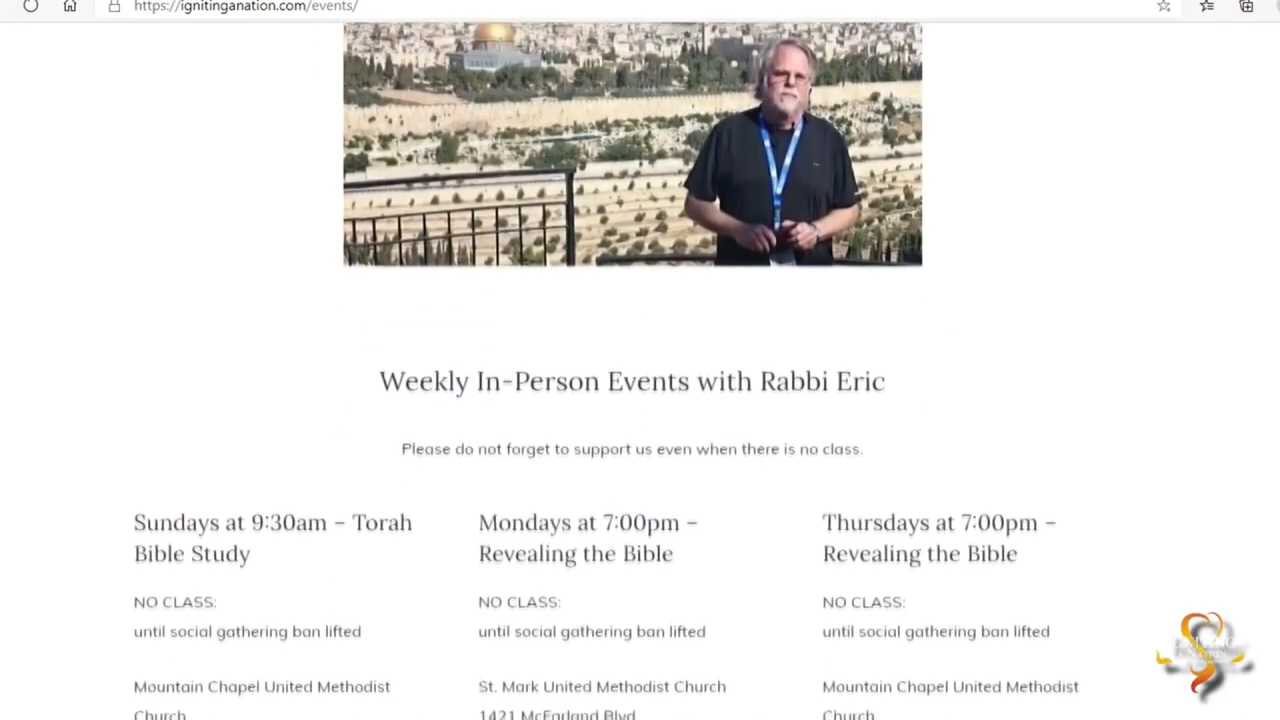 https://ignitinganation.com/events/
Weekly In-Person Events with Rabbi Eric
Please do not forget to support us even when there is no class.
Sundays at 9:30am – Torah
Bible Study
NO CLASS:
until social gathering ban lifted
Mountain Chapel United Methodist
Church
Mondays at 7:00pm –
Revealing the Bible
NO CLASS:
until social gathering ban lifted
St. Mark United Methodist Church
1421 McFarland Blvd
Thursdays at 7:00pm –
Revealing the Bible
NO CLASS:
until social gathering ban lifted
Mountain Chapel United Methodist
Church